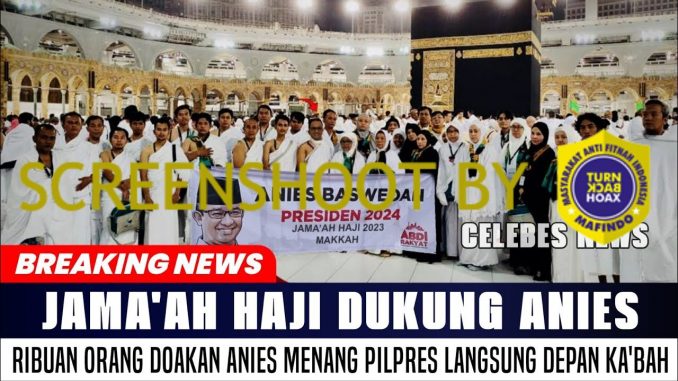 SCREENSHOOT BY
MASYARAKAT ANTI FITNAH INDONESIA
TURN
BACK
HOAX
MAFINDO
ANIES BASWEDAN
PRESIDEN 2024
JAMA'AH HAJI 2023
MAKKAH
ABDI
RAKYAT
CELEBES NEWS
BREAKING NEWS
JAMA'AH HAJI DUKUNG ANIES
RIBUAN ORANG DOAKAN ANIES MENANG PILPRES LANGSUNG DEPAN KA'BAH